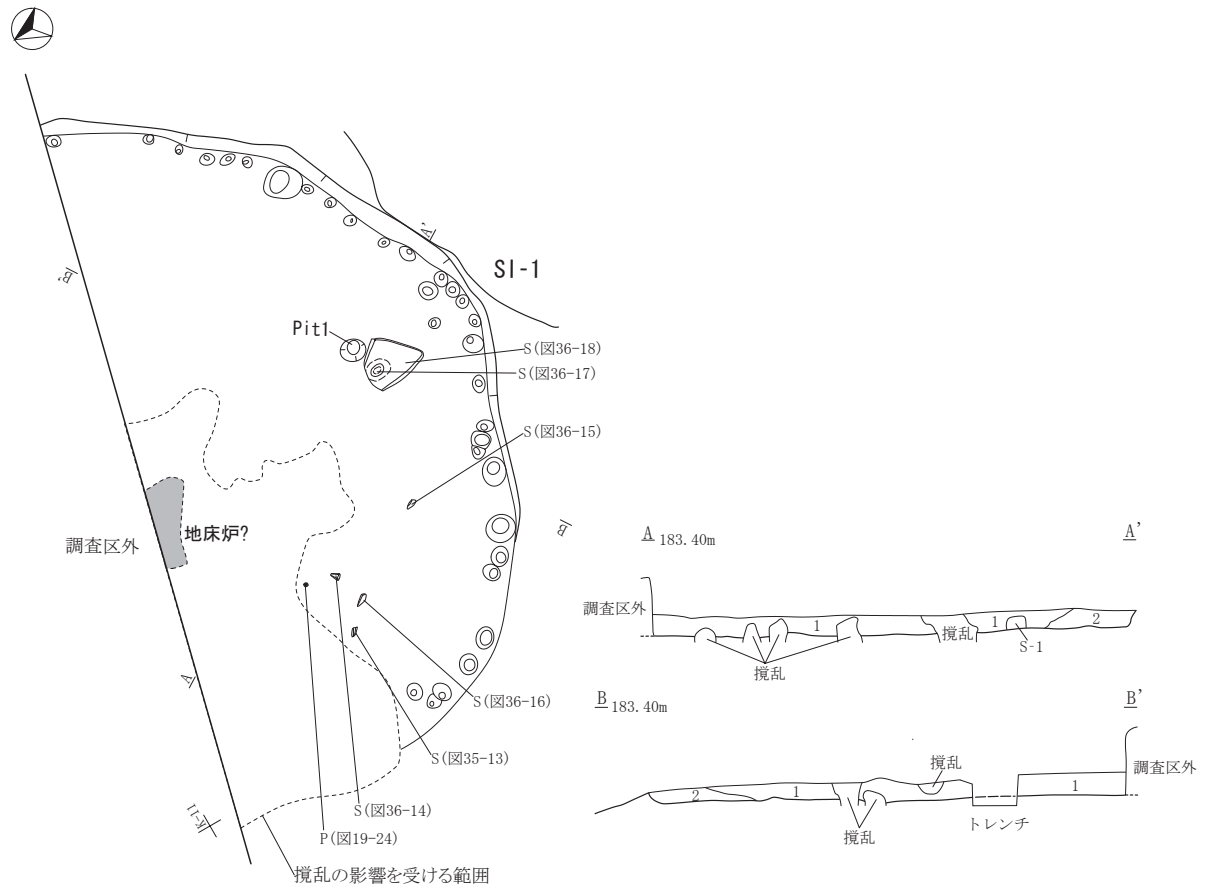 A'
SI-1
B'
Pit1
S(図36-18)
S(図36-17)
S(図36-15)
地床炉?
調査区外
B
A
S(図36-16)
S(図35-13)
S(図36-14)
P(図19-24)
K-11
撹乱の影響を受ける範囲
A 183.40m A'
調査区外
1 撹乱 1 2
S-1
撹乱
B 183.40m B'
撹乱
調査区外
2 1 1
トレンチ
撹乱